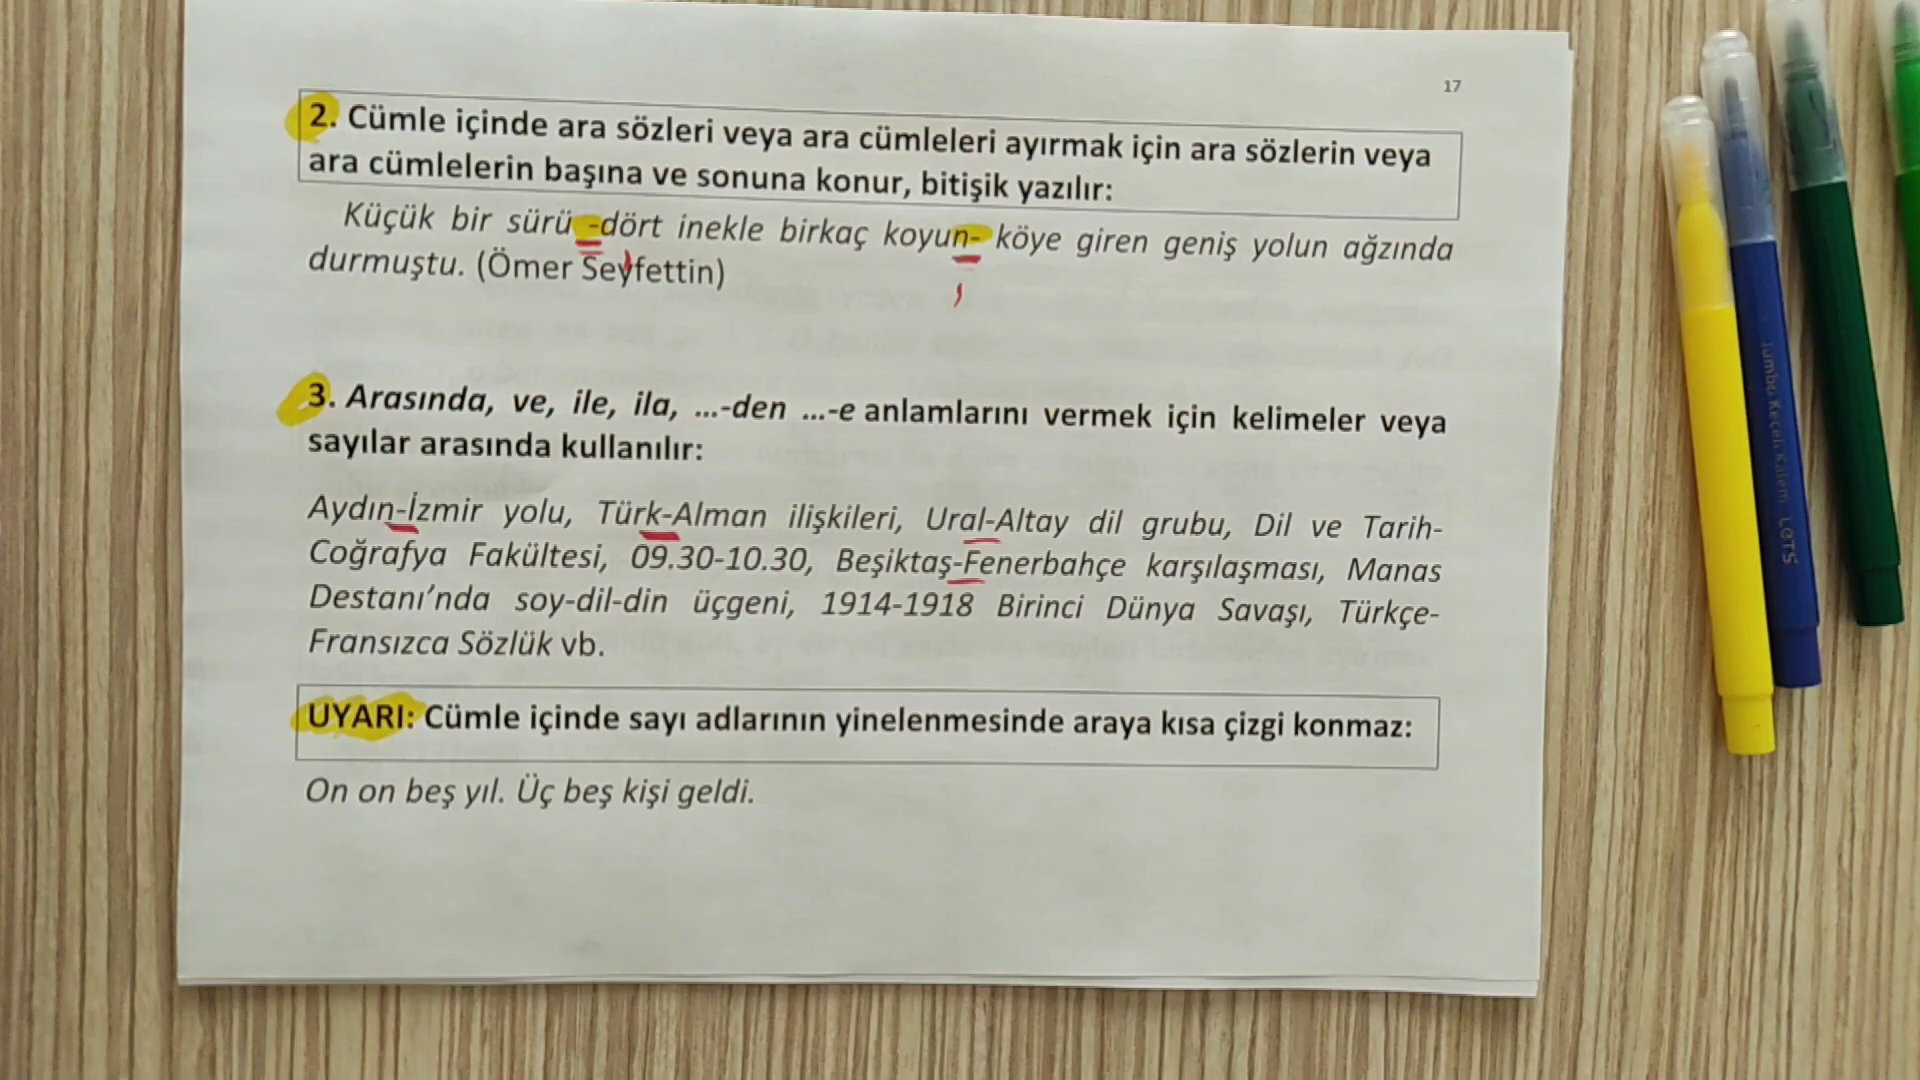 17
2. Cümle içinde ara sözleri veya ara cümleleri ayırmak için ara sözlerin veya
ara cümlelerin başına ve sonuna konur, bitişik yazılır:
Küçük bir sürü -dört inekle birkaç koyun- köye giren geniş yolun ağzında
durmuştu. (Ömer Seyfettin)
3. Arasında, ve, ile, ila, ...-den ...-e anlamlarını vermek için kelimeler veya
sayılar arasında kullanılır:
Aydın-İzmir yolu, Türk-Alman ilişkileri, Ural-Altay dil grubu, Dil ve Tarih-
Coğrafya Fakültesi, 09.30-10.30, Beşiktaş-Fenerbahçe karşılaşması, Manas
Destanı’nda soy-dil-din üçgeni, 1914-1918 Birinci Dünya Savaşı, Türkçe-
Fransızca Sözlük vb.
UYARI: Cümle içinde sayı adlarının yinelenmesinde araya kısa çizgi konmaz:
On on beş yıl. Üç beş kişi geldi.
Jumbo Keçeli Kalem LETS